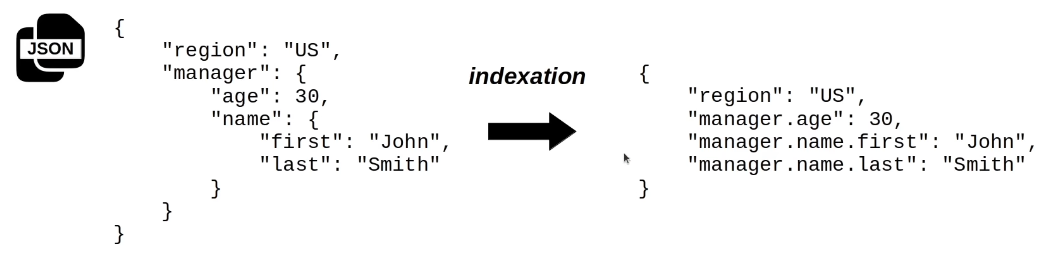 JSON
{
"region": "US",
"manager": {
"age": 30,
"name": {
"first": "John",
"last": "Smith"
}
}
}
indexation
{
"region": "US",
"manager.age": 30,
"manager.name.first": "John",
"manager.name.last": "Smith"
}